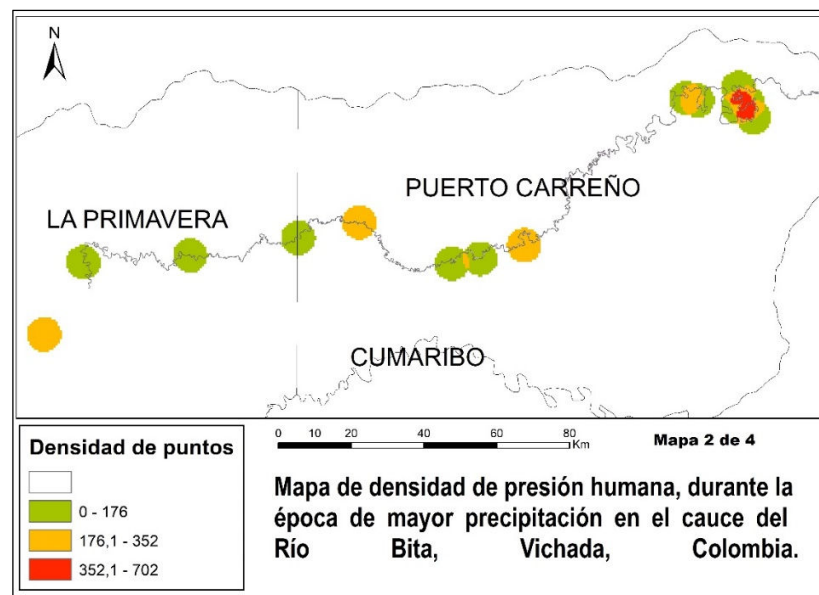 N
PUERTO CARREÑO
LA PRIMAVERA
CUMARIBO
Densidad de puntos
0 - 176
176,1 - 352
352,1 - 702
0 10 20 40 60 80
Km
Mapa 2 de 4
Mapa de densidad de presión humana, durante la
época de mayor precipitación en el cauce del
Río Bita, Vichada, Colombia.